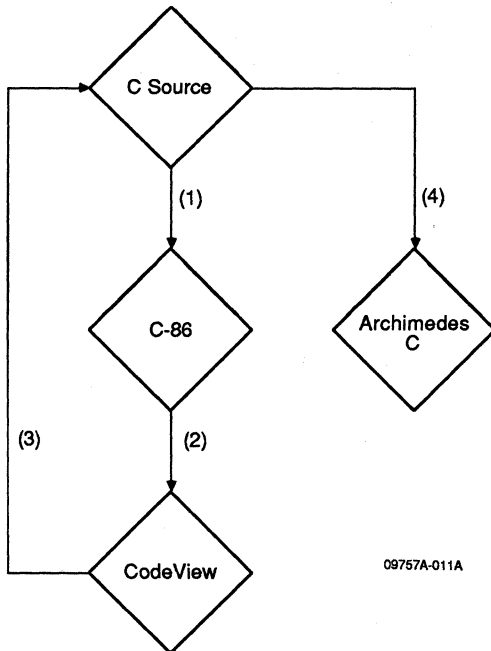 C Source
(1)
(4)
C-86
Archimedes
C
(3)
(2)
CodeView
09757A-011A